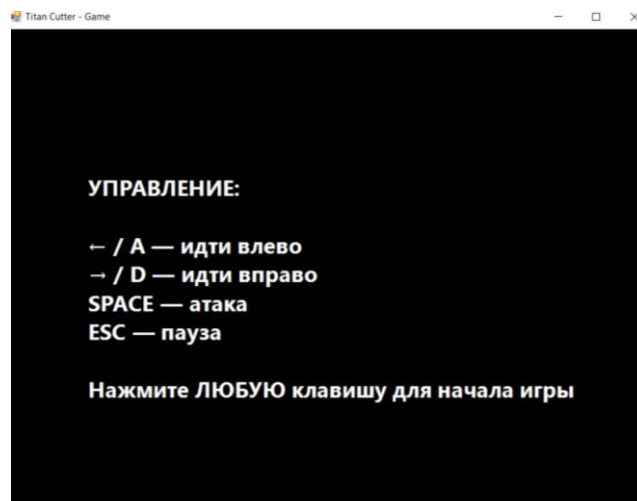 Titan Cutter - Game
УПРАВЛЕНИЕ:
← / A — идти влево
→ / D — идти вправо
SPACE — атака
ESC — пауза
Нажмите ЛЮБУЮ клавишу для начала игры